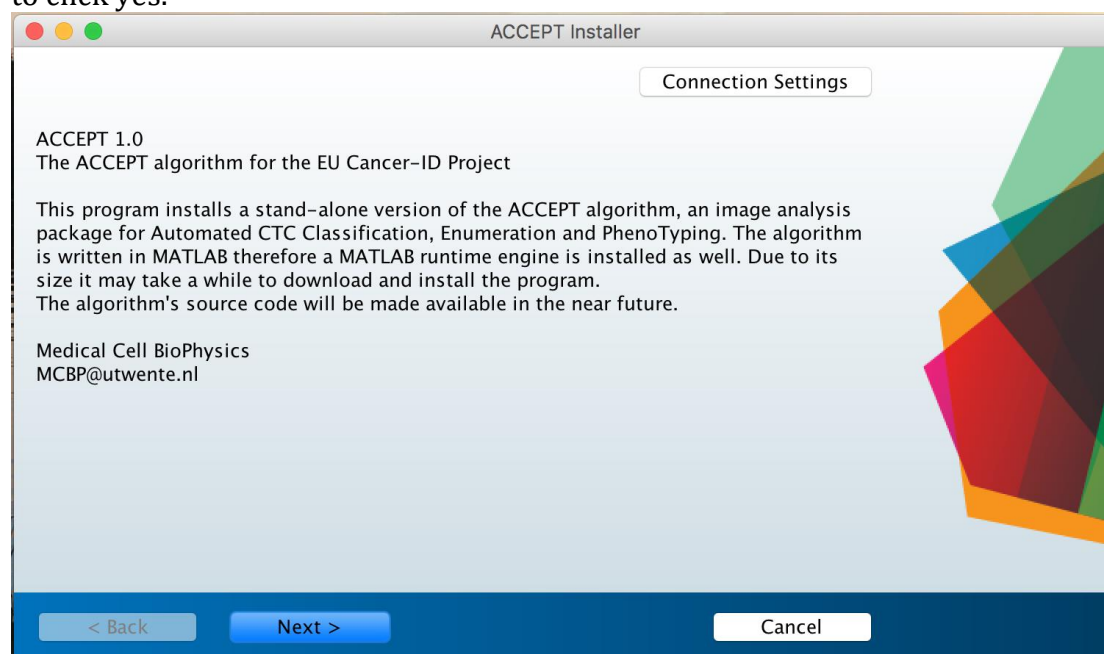 to click yes.
ACCEPT Installer
Connection Settings
ACCEPT 1.0
The ACCEPT algorithm for the EU Cancer-ID Project
This program installs a stand-alone version of the ACCEPT algorithm, an image analysis
package for Automated CTC Classification, Enumeration and PhenoTyping. The algorithm
is written in MATLAB therefore a MATLAB runtime engine is installed as well. Due to its
size it may take a while to download and install the program.
The algorithm's source code will be made available in the near future.
Medical Cell BioPhysics
MCBP@utwente.nl
< Back Next > Cancel